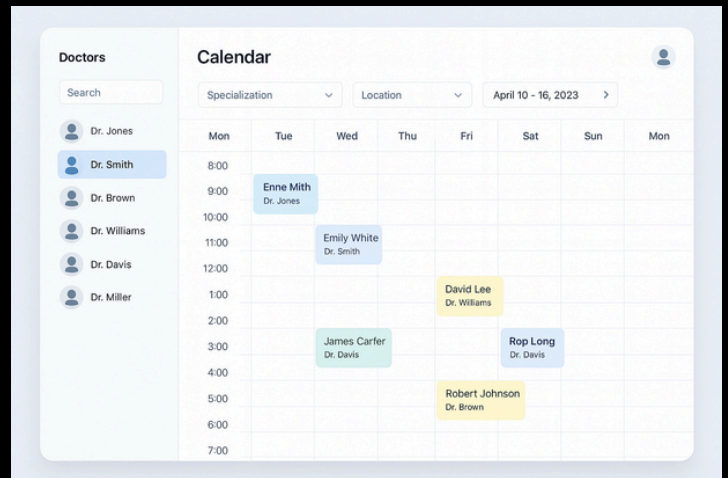 Doctors
Search
Dr. Jones
Dr. Smith
Dr. Brown
Dr. Williams
Dr. Davis
Dr. Miller
Calendar
Specialization
Location
April 10 - 16, 2023
Mon Tue Wed Thu Fri Sat Sun Mon
8:00
9:00
10:00
11:00
12:00
1:00
2:00
3:00
4:00
5:00
6:00
7:00
Enne Mith
Dr. Jones
Emily White
Dr. Smith
David Lee
Dr. Williams
James Carfer
Dr. Davis
Rop Long
Dr. Davis
Robert Johnson
Dr. Brown